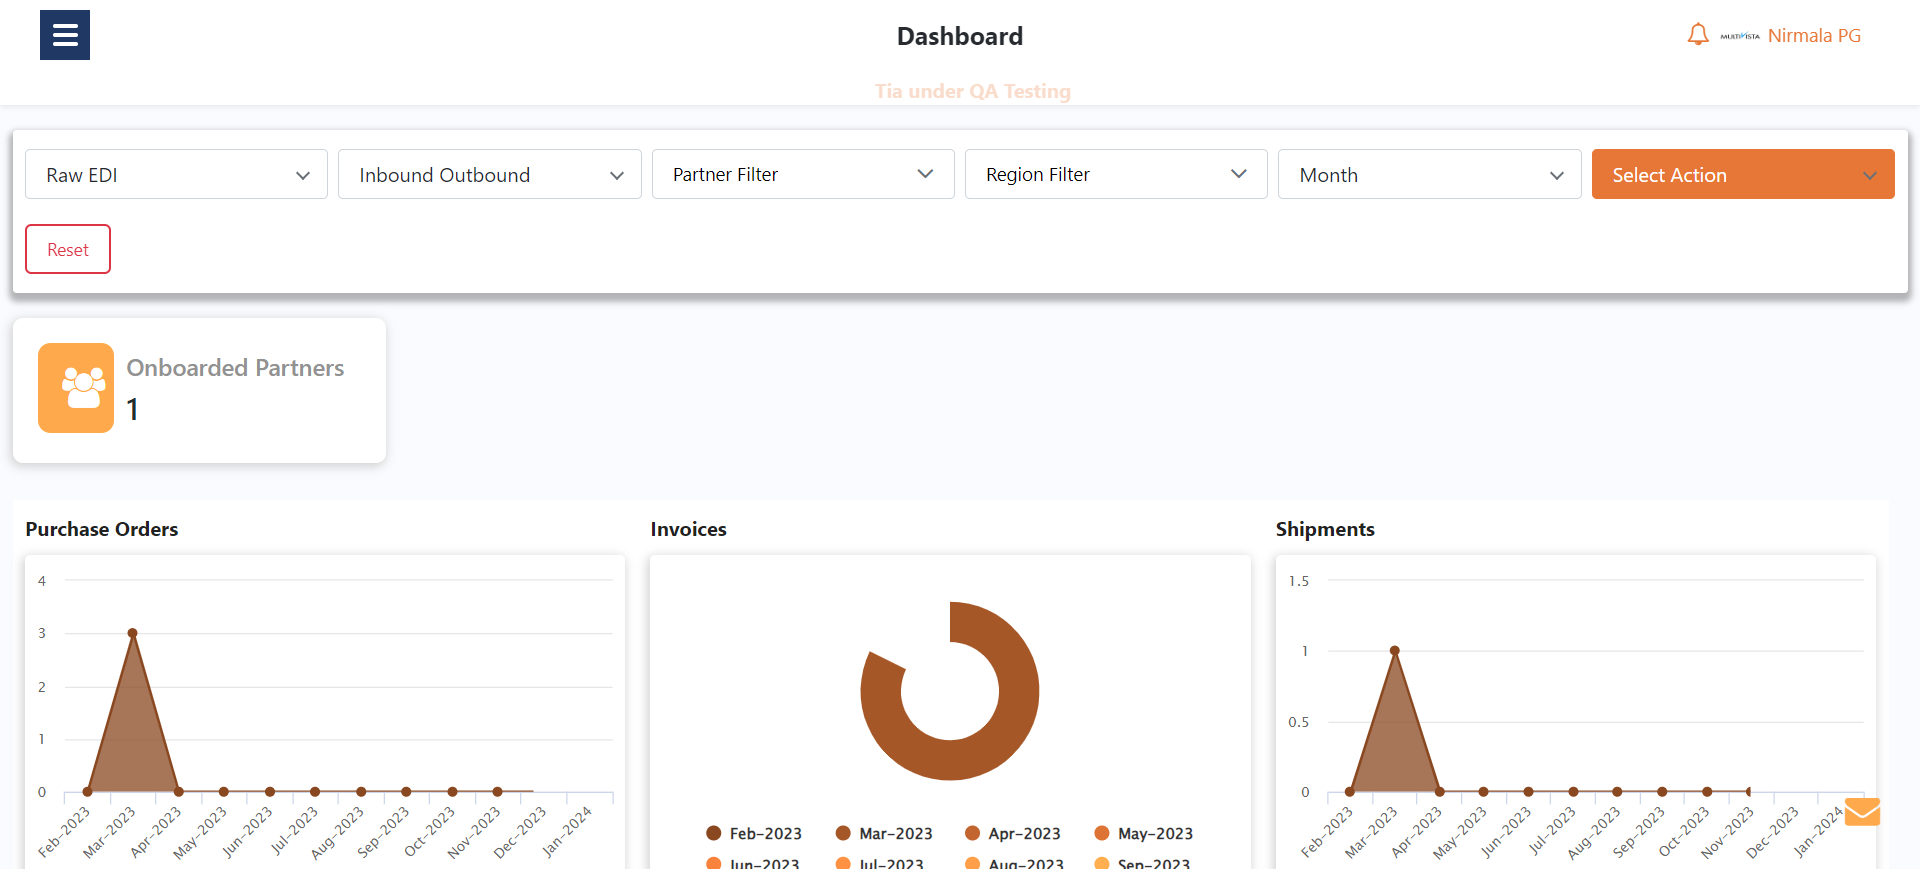 Dashboard
MULTIVISTA Nirmala PG
Tia under QA Testing
Raw EDI Inbound Outbound Partner Filter Region Filter Month Select Action
Reset
Onboarded Partners
1
Purchase Orders
4
3
2
1
0
Feb-2023 Mar-2023 Apr-2023 May-2023 Jun-2023 Jul-2023 Aug-2023 Sep-2023 Oct-2023 Nov-2023 Dec-2023 Jan-2024
Invoices
Feb-2023 Mar-2023 Apr-2023 May-2023
Jun-2023 Jul-2023 Aug-2023 Sep-2023
Shipments
1.5
1
0.5
0
Feb-2023 Mar-2023 Apr-2023 May-2023 Jun-2023 Jul-2023 Aug-2023 Sep-2023 Oct-2023 Nov-2023 Dec-2023 Jan-2024